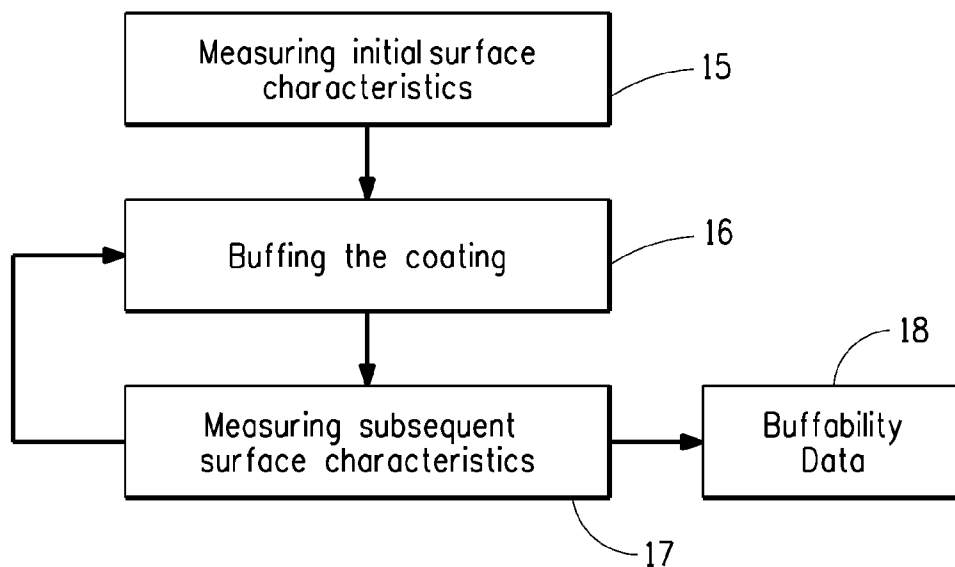 Measuring initial surface
characteristics
15
Buffing the coating
16
Measuring subsequent
surface characteristics
17
Buffability
Data
18